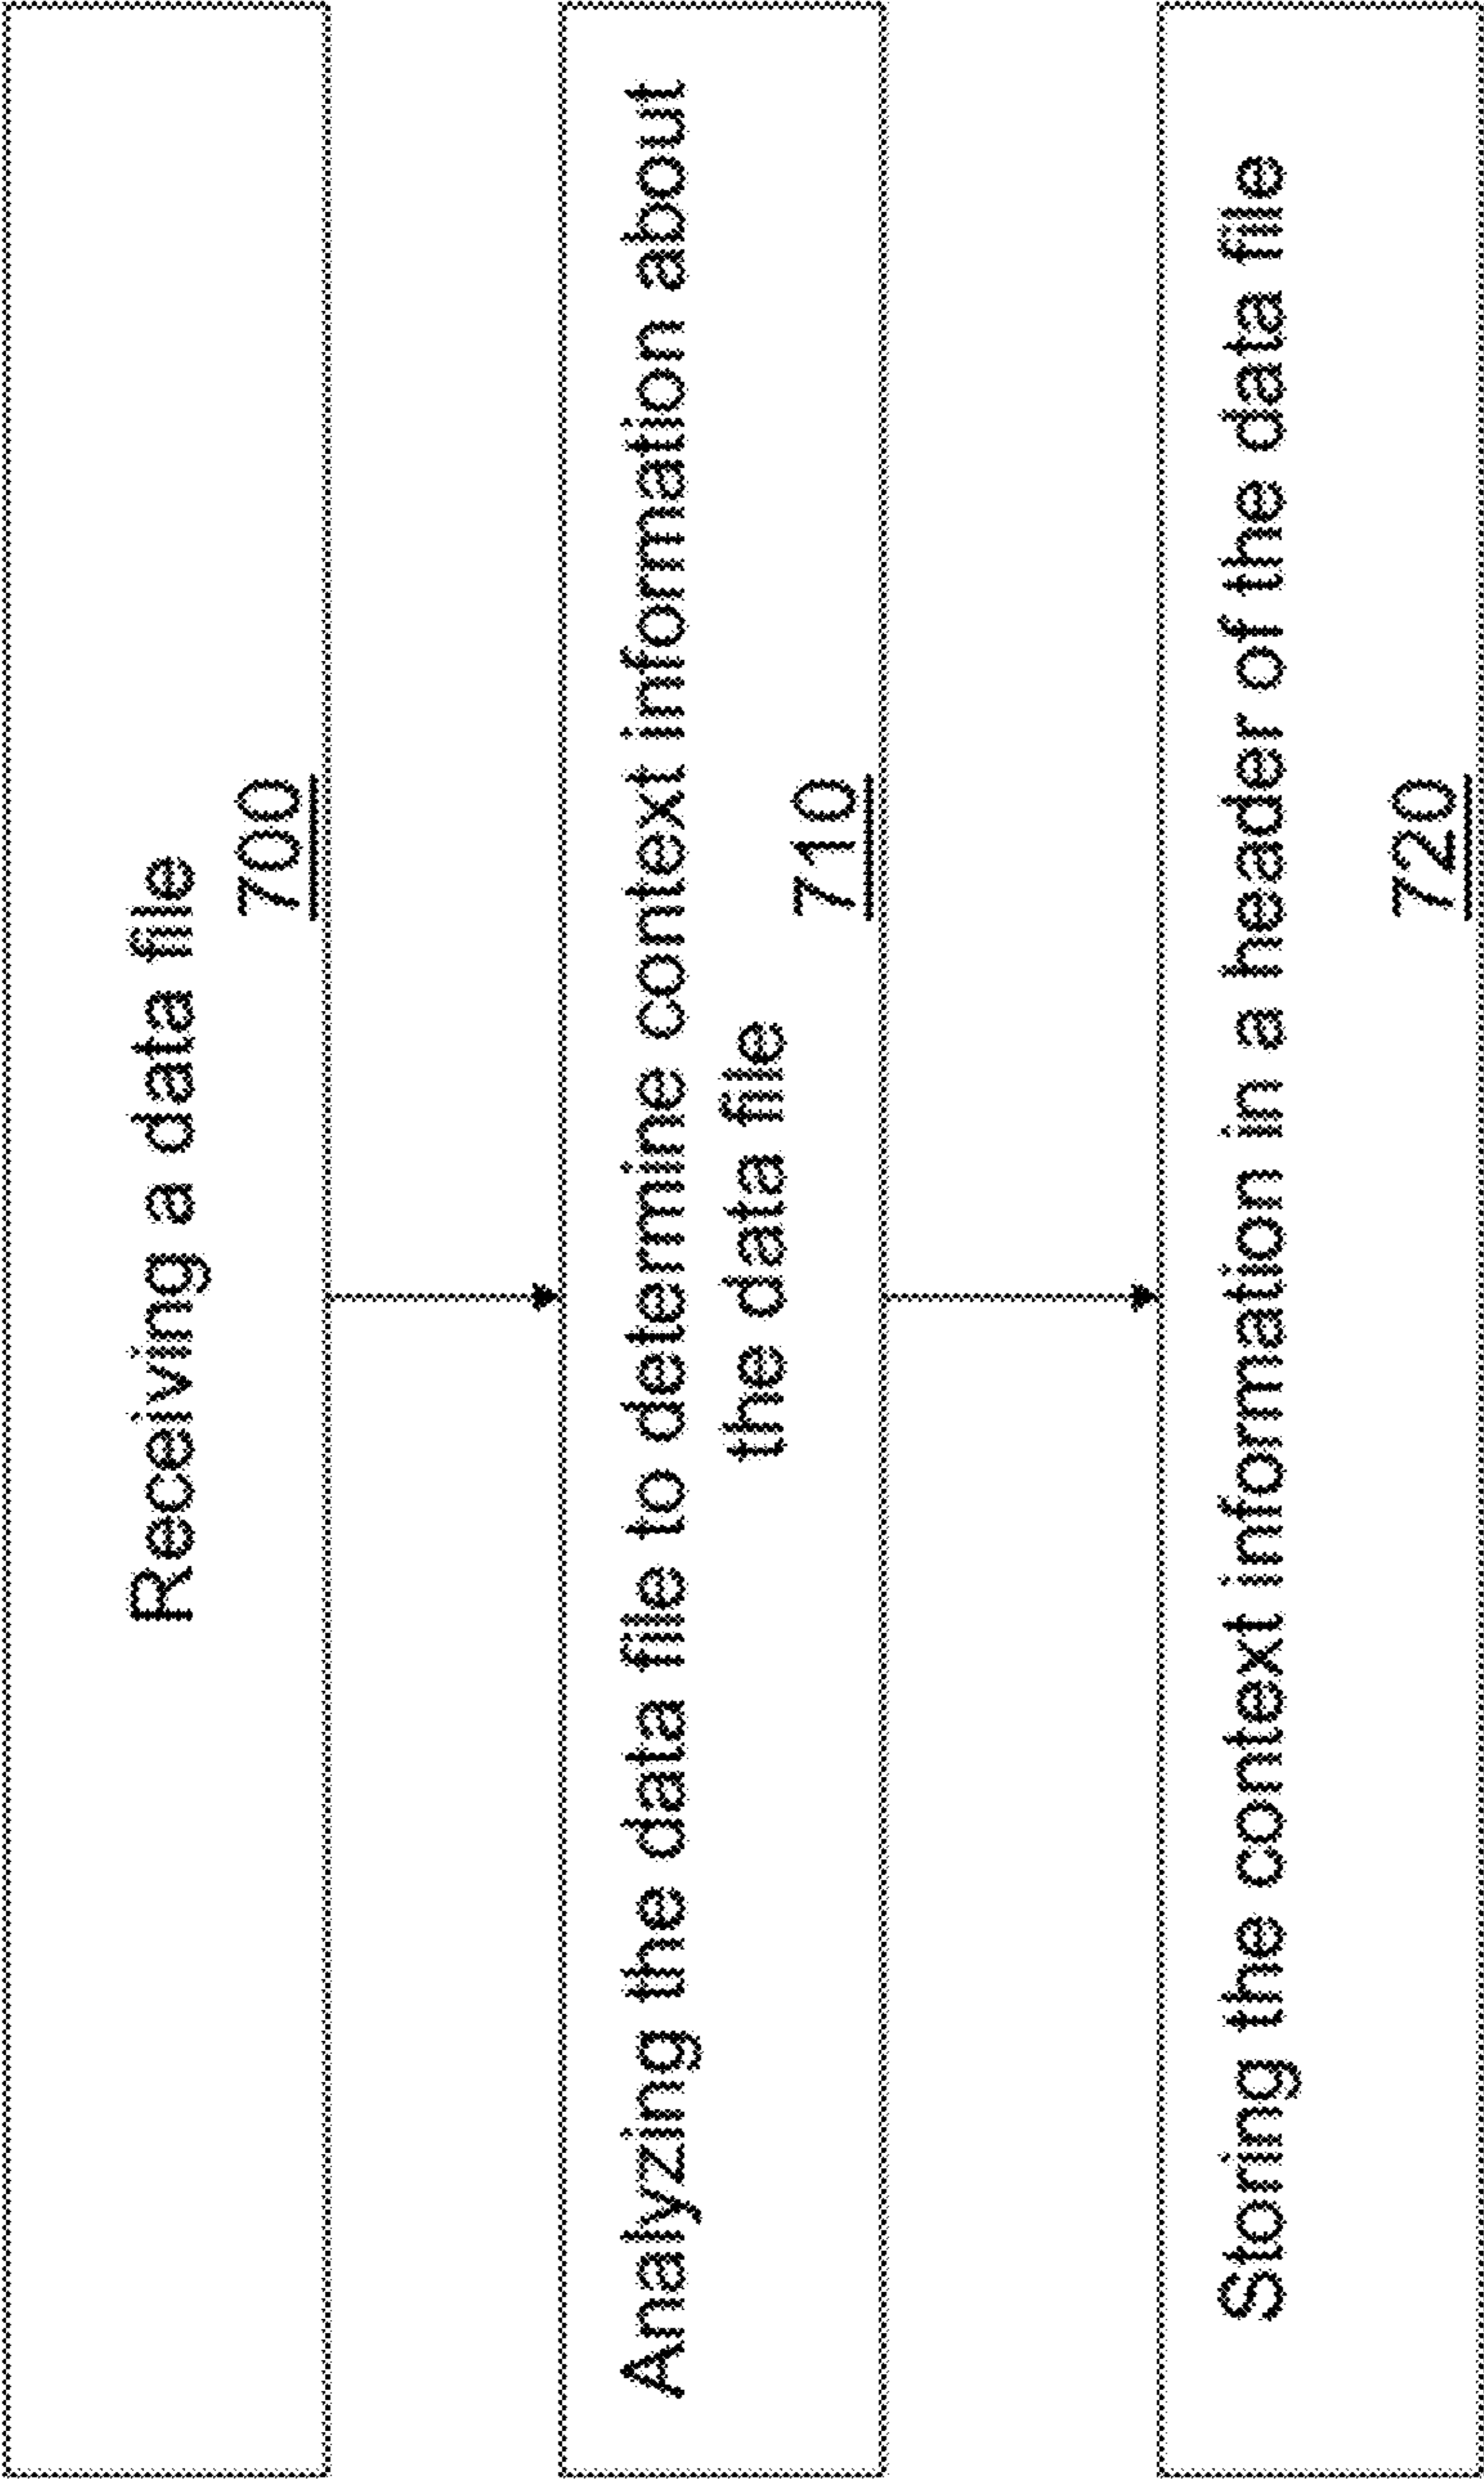 Receiving a data file
700
Analyzing the data file to determine context information about
the data file
710
Storing the context information in a header of the data file
720